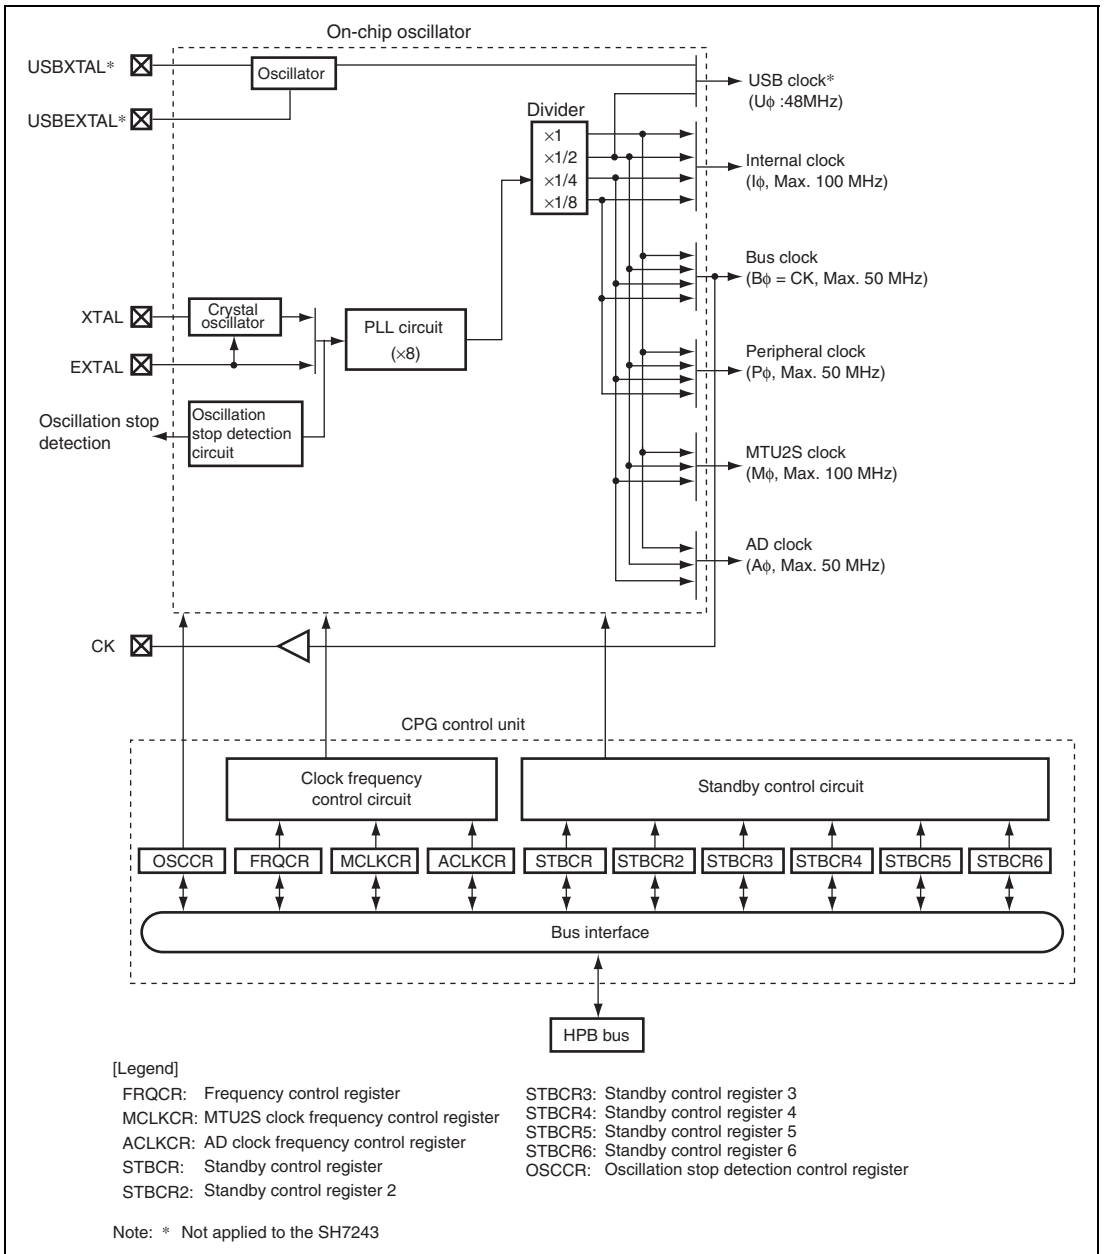 On-chip oscillator
USBXTAL*
Oscillator
USB clock*
(Uφ :48MHz)
USBEXTAL*
Divider
×1
×1/2
×1/4
×1/8
Internal clock
(Iφ, Max. 100 MHz)
Bus clock
(Bφ = CK, Max. 50 MHz)
XTAL
Crystal
oscillator
PLL circuit
(×8)
EXTAL
Peripheral clock
(Pφ, Max. 50 MHz)
Oscillation stop
detection
Oscillation
stop detection
circuit
MTU2S clock
(Mφ, Max. 100 MHz)
AD clock
(Aφ, Max. 50 MHz)
CK
CPG control unit
Clock frequency
control circuit
Standby control circuit
OSCCR
FRQCR
MCLKCR
ACLKCR
STBCR
STBCR2
STBCR3
STBCR4
STBCR5
STBCR6
Bus interface
HPB bus
[Legend]
FRQCR: Frequency control register
MCLKCR: MTU2S clock frequency control register
ACLKCR: AD clock frequency control register
STBCR: Standby control register
STBCR2: Standby control register 2
STBCR3: Standby control register 3
STBCR4: Standby control register 4
STBCR5: Standby control register 5
STBCR6: Standby control register 6
OSCCR: Oscillation stop detection control register
Note: * Not applied to the SH7243